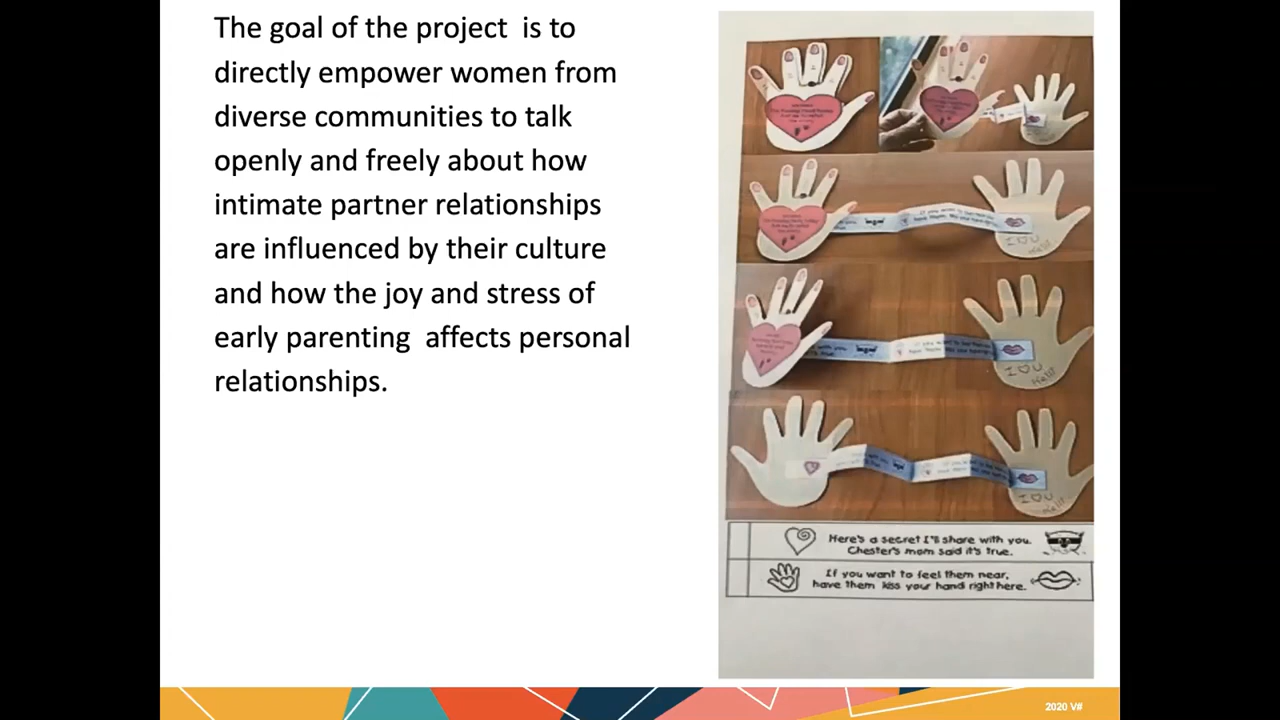 The goal of the project is to
directly empower women from
diverse communities to talk
openly and freely about how
intimate partner relationships
are influenced by their culture
and how the joy and stress of
early parenting affects personal
relationships.
I ♡ U
I ♡ U
I ♡ U
Here's a secret I'll share with you.
Chester's mom said it's true.
If you want to feel them near,
have them kiss your hand right here.
2020 V#